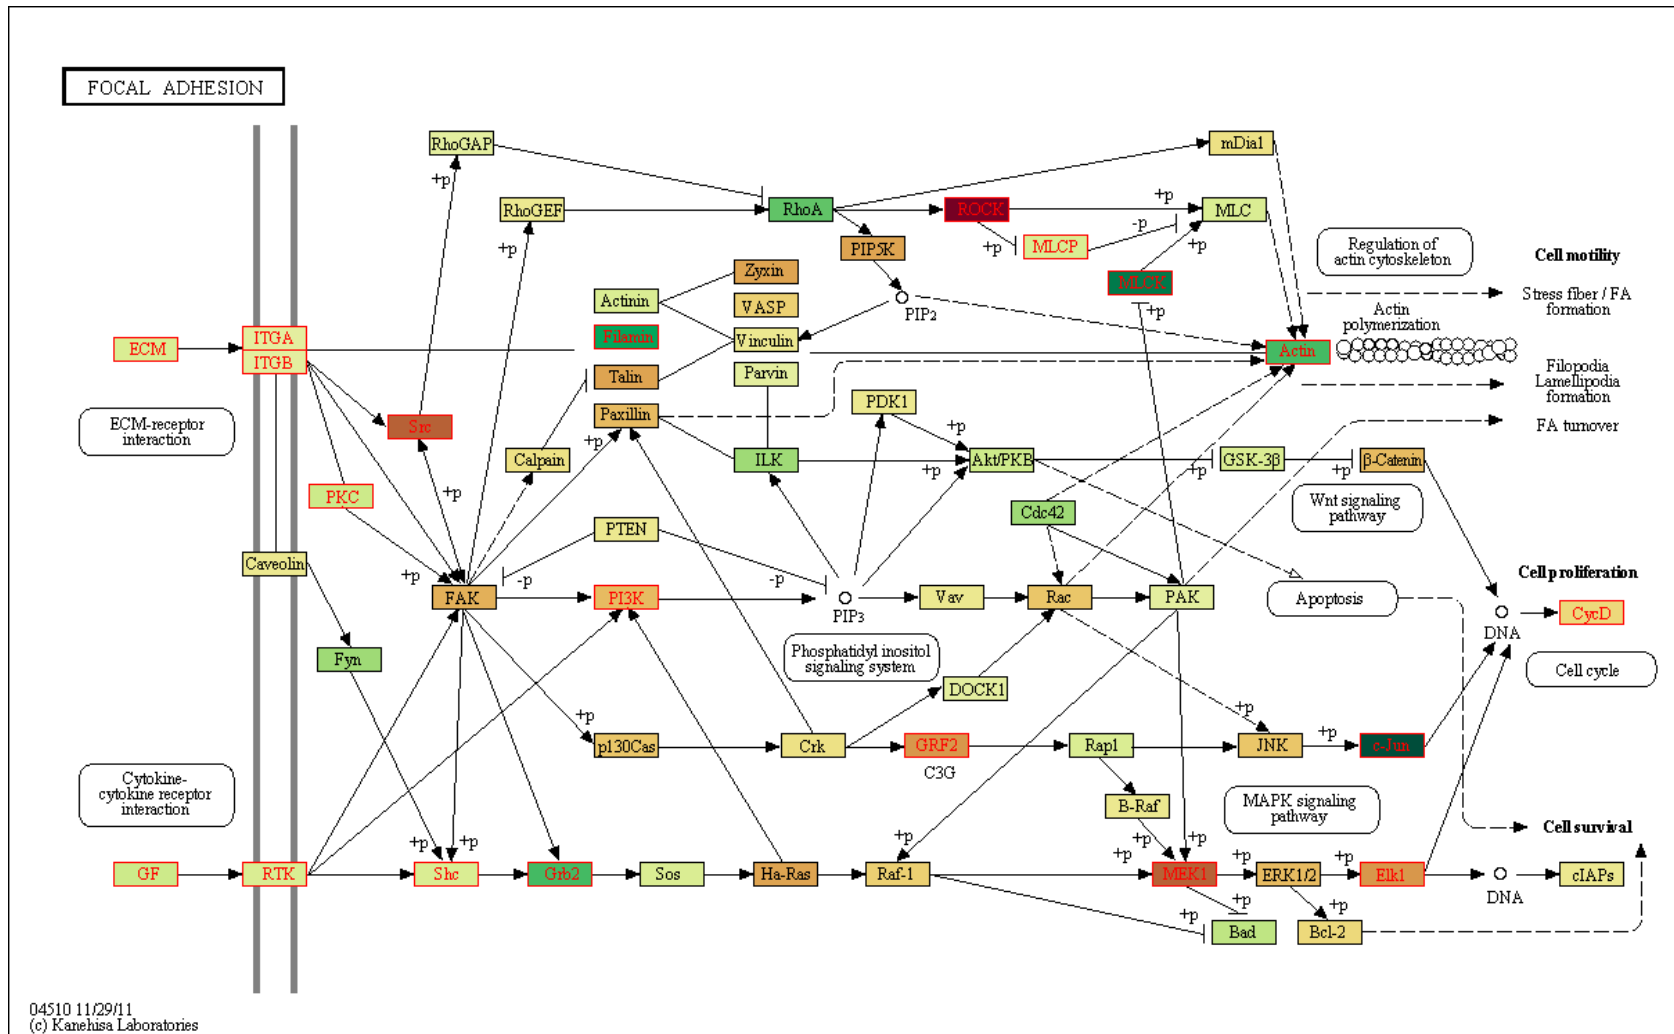 FOCAL ADHESION
RhoGAP
mDia1
+p
RhoGEF
RhoA
ROCK
+p
MLC
-p
+p
MLCP
+p
+p
PIP5K
Regulation of
actin cytoskeleton
Cell motility
Zyxin
MLCK
Actinin
VASP
PIP2
+p
Stress fiber / FA
formation
Actin
polymerization
ECM
ITGA
Filamin
Vinculin
Actin
ITGB
Talin
Parvin
Filopodia
Lamellipodia
formation
ECM-receptor
interaction
Src
Paxillin
PDK1
FA turnover
+p
+p
Calpain
ILK
+p
Akt/PKB
GSK-3β
+p
β-Catenin
PKC
+p
Cdc42
Wnt signaling
pathway
PTEN
Caveolin
+p
-p
-p
Cell proliferation
FAK
PI3K
PIP3
Vav
Rac
PAK
Apoptosis
DNA
CycD
Fyn
Phosphatidyl inositol
signaling system
Cell cycle
DOCK1
+p
+p
p130Cas
Crk
GRF2
C3G
Rap1
JNK
+p
c-Jun
Cytokine-
cytokine receptor
interaction
B-Raf
MAPK signaling
pathway
+p
+p
+p
+p
+p
+p
+p
+p
Cell survival
GF
RTK
Shc
Grb2
Sos
Ha-Ras
Raf-1
MEK1
ERK1/2
Elk1
DNA
cIAPs
+p
+p
+p
Bad
Bcl-2
04510 11/29/11
(c) Kanehisa Laboratories